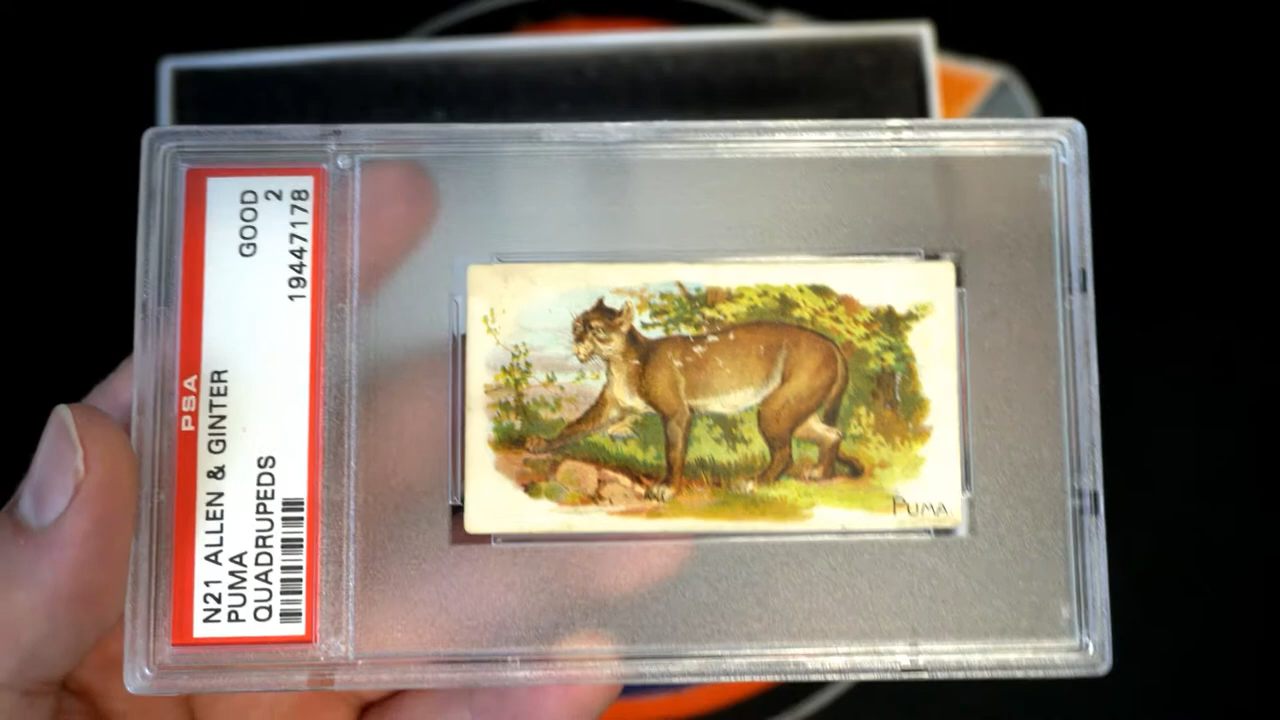 PSA
N21 ALLEN & GINTER
PUMA GOOD
QUADRUPEDS 2
19447178
PUMA